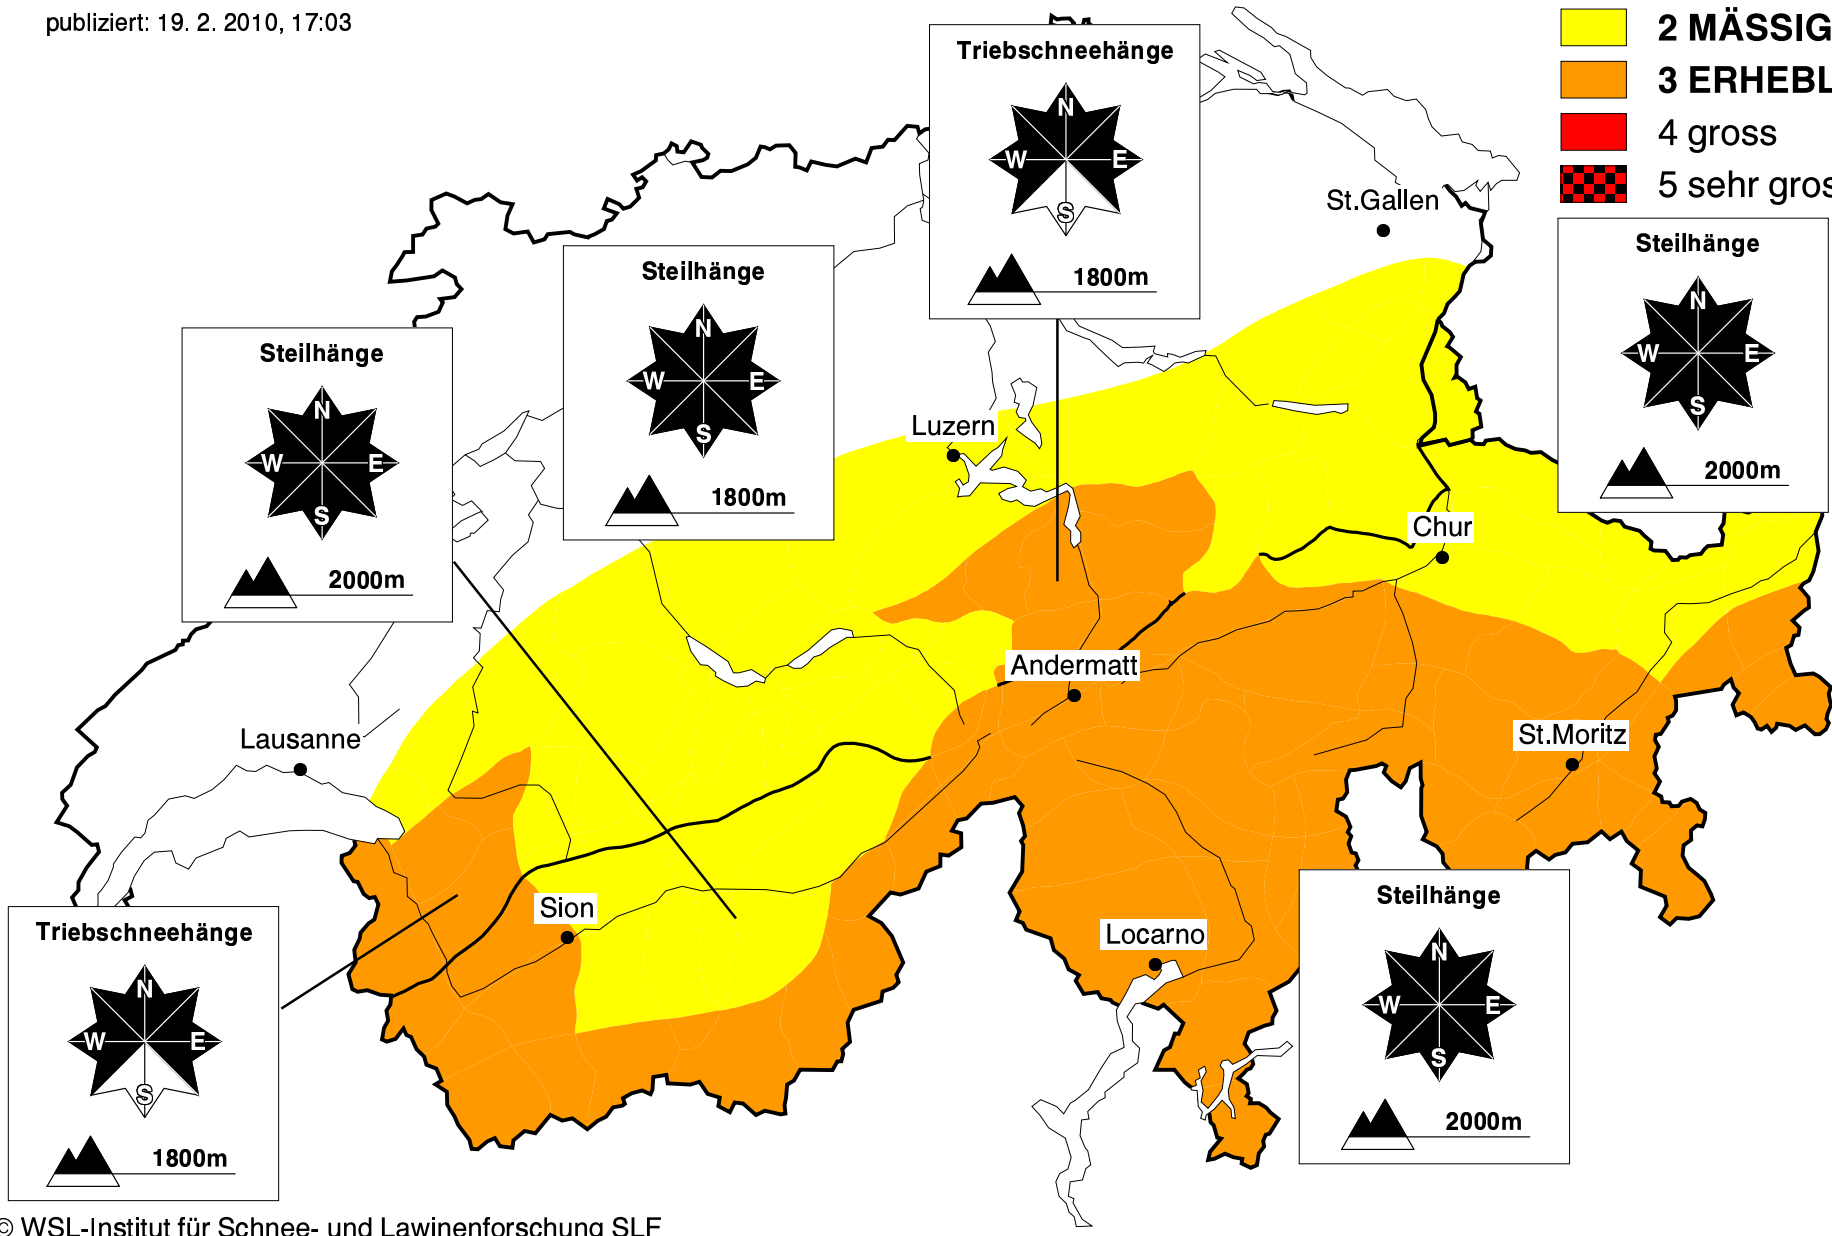 publiziert: 19. 2. 2010, 17:03
2 MÄSSIG
3 ERHEBL
4 gross
5 sehr gros
Triebschneehänge
N
W E
S
1800m
St.Gallen
Steilhänge
N
W E
S
2000m
Steilhänge
N
W E
S
1800m
Steilhänge
N
W E
S
2000m
Luzern
Chur
Andermatt
St.Moritz
Lausanne
Sion
Locarno
Triebschneehänge
N
W E
S
1800m
Steilhänge
N
W E
S
2000m
© WSL-Institut für Schnee- und Lawinenforschung SLF